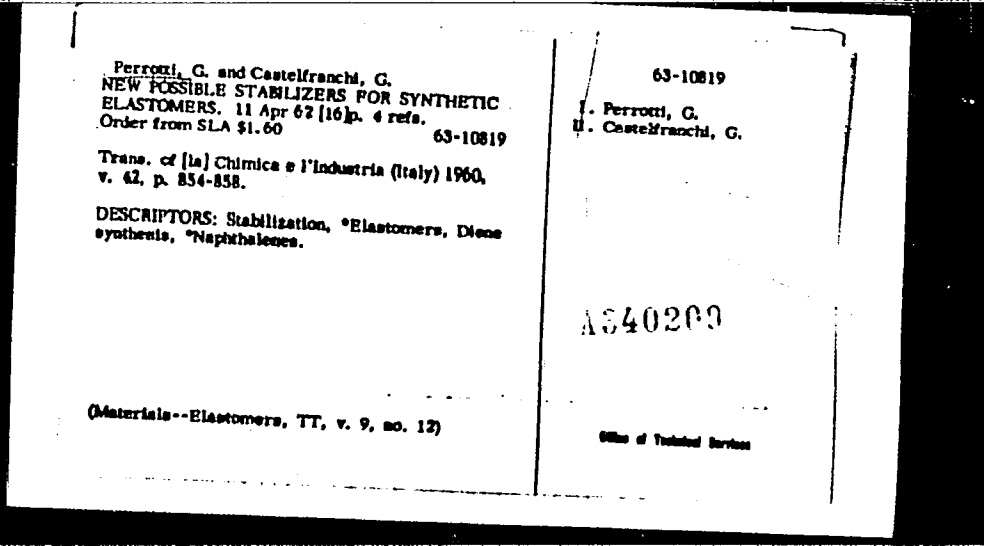 Perrotti, G. and Castelfranchi, G.
NEW POSSIBLE STABILIZERS FOR SYNTHETIC
ELASTOMERS. 11 Apr 62 [16]p. 4 refs.
Order from SLA $1.60 63-10819
Trans. of [La] Chimica e l'Industria (Italy) 1960,
v. 42, p. 854-858.
DESCRIPTORS: Stabilization, *Elastomers, Diene
synthesis, *Naphthalenes.
(Materials--Elastomers, TT, v. 9, no. 12)
63-10819
I. Perrotti, G.
II. Castelfranchi, G.
Office of Technical Services